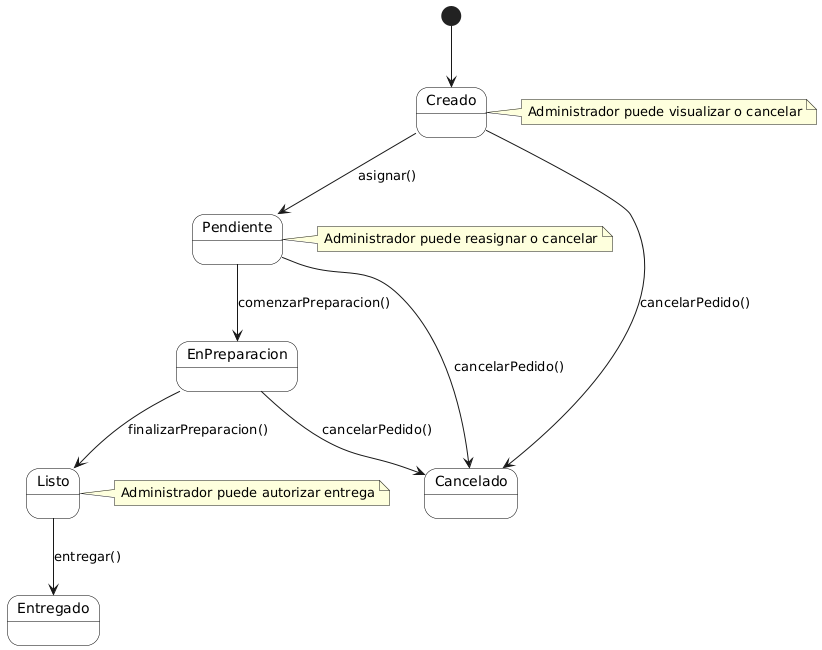 Creado
Administrador puede visualizar o cancelar
asignar()
Pendiente
Administrador puede reasignar o cancelar
comenzarPreparacion()
cancelarPedido()
EnPreparacion
cancelarPedido()
finalizarPreparacion()
cancelarPedido()
Listo
Administrador puede autorizar entrega
Cancelado
entregar()
Entregado